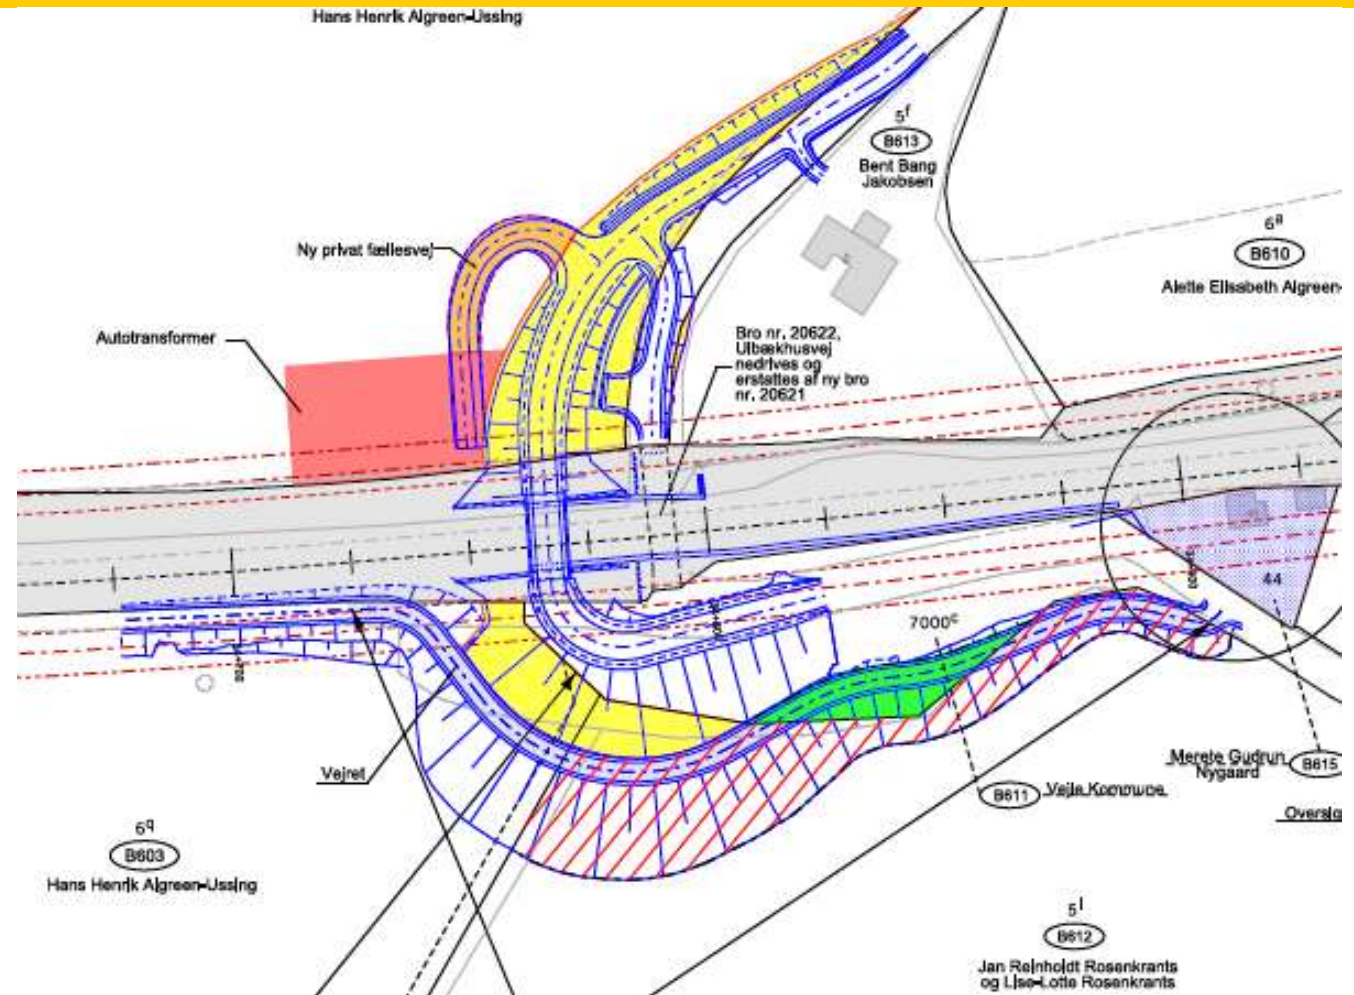 Hans Henrik Algreen-Ussing
5f
B613
Bent Bang
Jakobsen
6a
B610
Alette Elisabeth Algreen-
Ny privat fællesvej
Autotransformer
Bro nr. 20622,
Ulbækhusvej
nedrives og
erstattes af ny bro
nr. 20621
44
7000c
Vejret
Merete Gudrun
Nygaard
B615
B611
Vejle Kommune
Oversig
6q
B603
Hans Henrik Algreen-Ussing
5l
B612
Jan Reinholdt Rosenkrants
og Lise-Lotte Rosenkrants